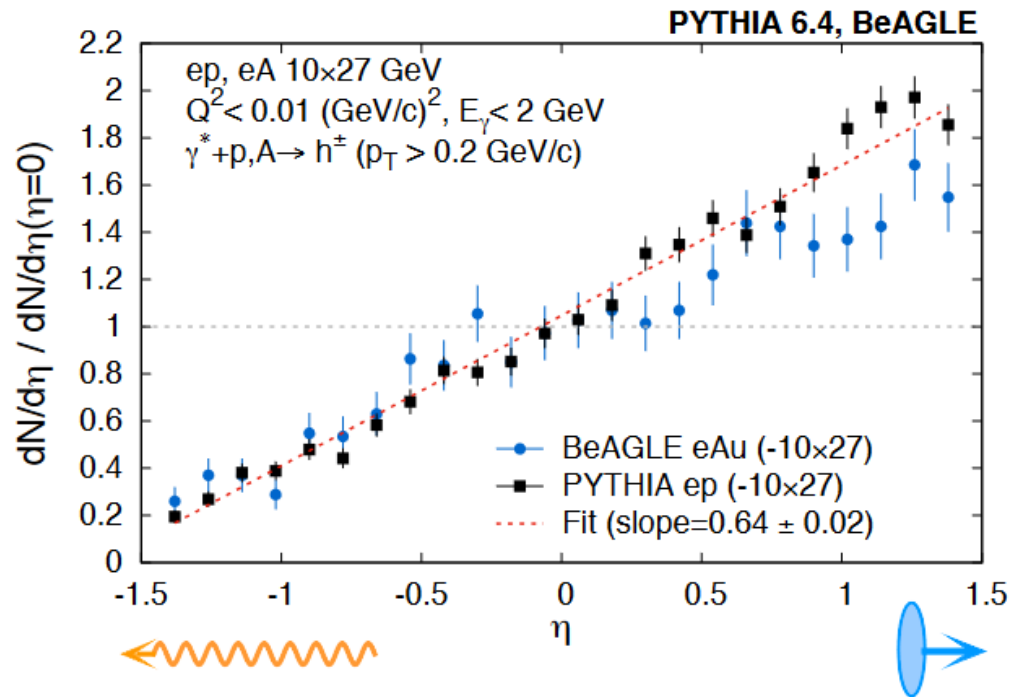 PYTHIA 6.4, BeAGLE
ep, eA 10×27 GeV
Q^2< 0.01 (GeV/c)^2, E_γ< 2 GeV
γ^*+p,A→ h^± (p_T > 0.2 GeV/c)
dN/dη / dN/dη(η=0)
2.2
2
1.8
1.6
1.4
1.2
1
0.8
0.6
0.4
0.2
0
BeAGLE eAu (-10×27)
PYTHIA ep (-10×27)
Fit (slope=0.64 ± 0.02)
-1.5 -1 -0.5 0 0.5 1 1.5
η